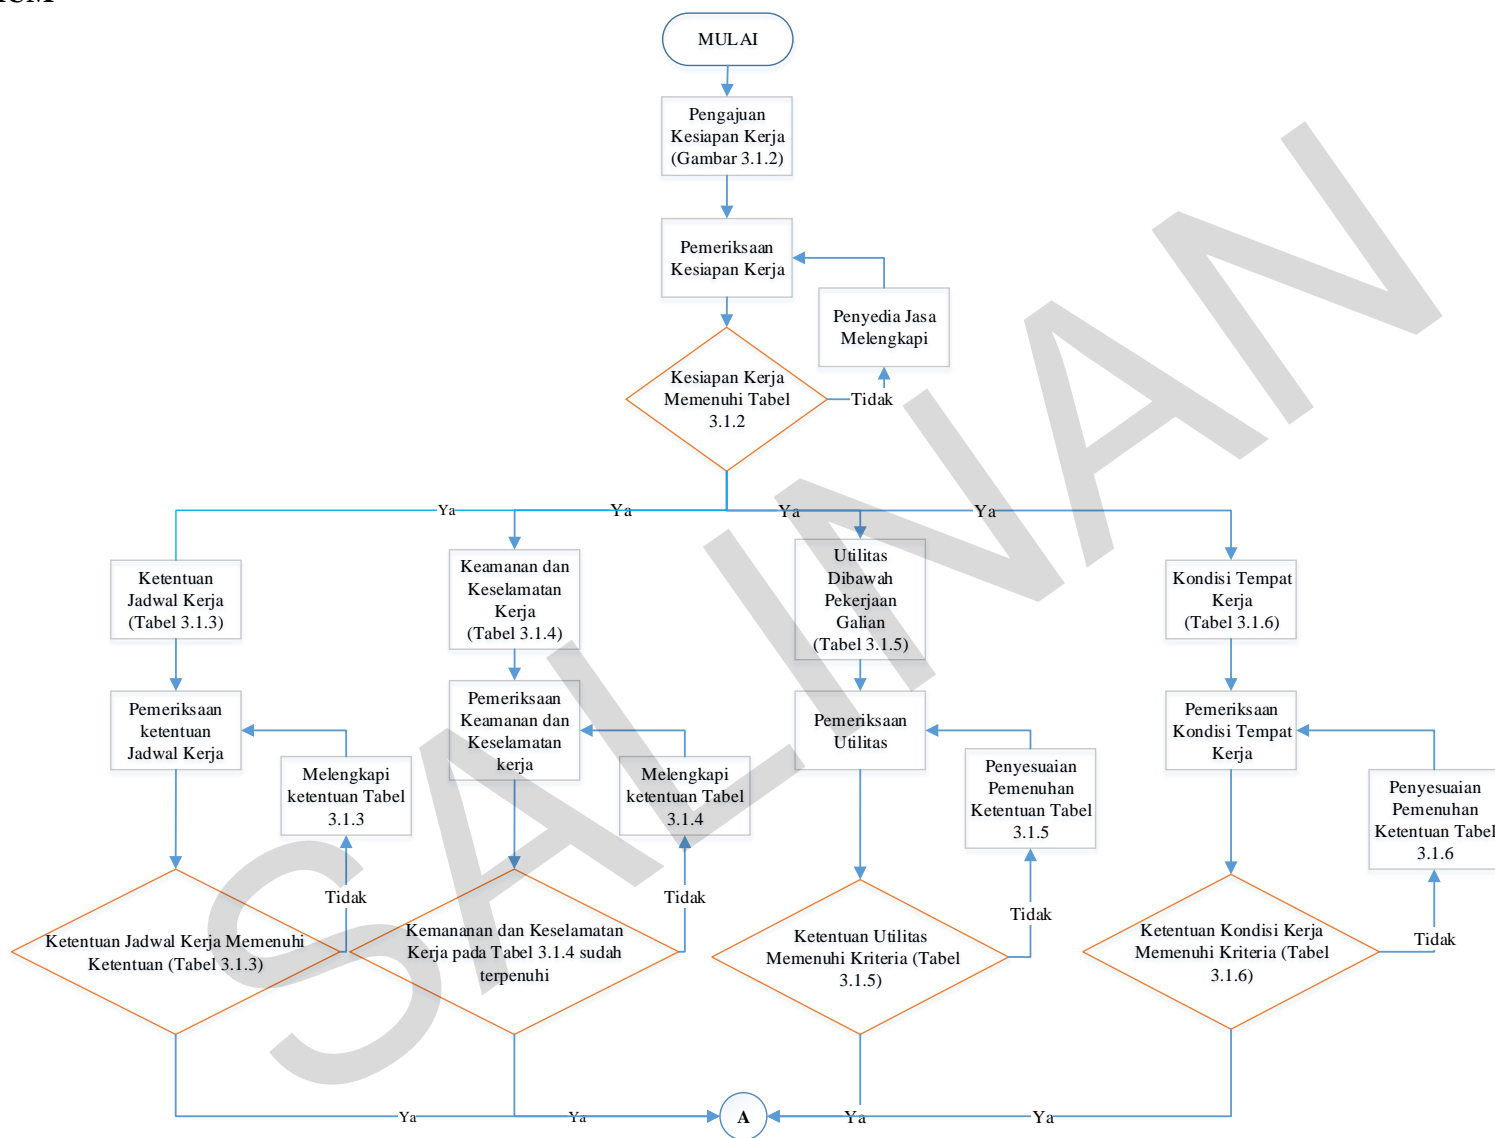 MULAI
Pengajuan
Kesiapan Kerja
(Gambar 3.1.2)
Pemeriksaan
Kesiapan Kerja
Penyedia Jasa
Melengkapi
Kesiapan Kerja
Memenuhi Tabel
3.1.2
Tidak
Ya
Ya
Ya
Ya
Ketentuan
Jadwal Kerja
(Tabel 3.1.3)
Keamanan dan
Keselamatan
Kerja
(Tabel 3.1.4)
Utilitas
Dibawah
Pekerjaan
Galian
(Tabel 3.1.5)
Kondisi Tempat
Kerja
(Tabel 3.1.6)
Pemeriksaan
ketentuan
Jadwal Kerja
Pemeriksaan
Keamanan dan
Keselamatan
kerja
Pemeriksaan
Utilitas
Pemeriksaan
Kondisi Tempat
Kerja
Melengkapi
ketentuan Tabel
3.1.3
Melengkapi
ketentuan Tabel
3.1.4
Penyesuaian
Pemenuhan
Ketentuan Tabel
3.1.5
Penyesuaian
Pemenuhan
Ketentuan Tabel
3.1.6
Tidak
Tidak
Tidak
Tidak
Ketentuan Jadwal Kerja Memenuhi
Ketentuan (Tabel 3.1.3)
Kemananan dan Keselamatan
Kerja pada Tabel 3.1.4 sudah
terpenuhi
Ketentuan Utilitas
Memenuhi Kriteria (Tabel
3.1.5)
Ketentuan Kondisi Kerja
Memenuhi Kriteria (Tabel
3.1.6)
Ya
Ya
A
Ya
Ya
SALINAN